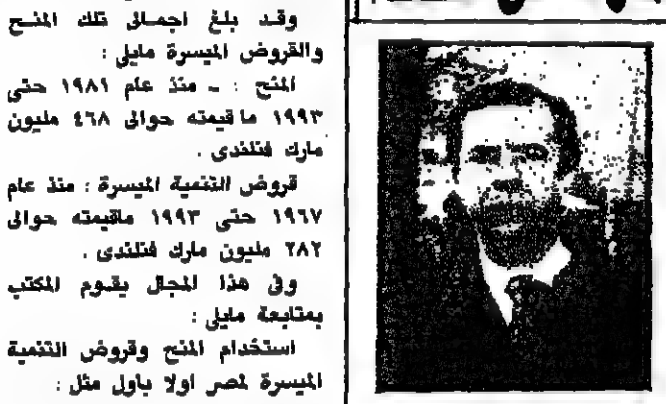 وقد بلغ اجمالى تلك المنح
والقروض الميسرة مايلى :
المنح : ـ منذ عام ١٩٨١ حتى
١٩٩٣ ما قيمته حوالى ٤٦٨ مليون
مارك فنلندى .
قروض التنمية الميسرة : منذ عام
١٩٦٧ حتى ١٩٩٣ ماقيمته حوالى
٢٨٢ مليون مارك فنلندى .
وفى هذا المجال يقوم المكتب
بمتابعة مايلى :
استخدام المنح وقروض التنمية
الميسرة لمصر اولا باول مثل :